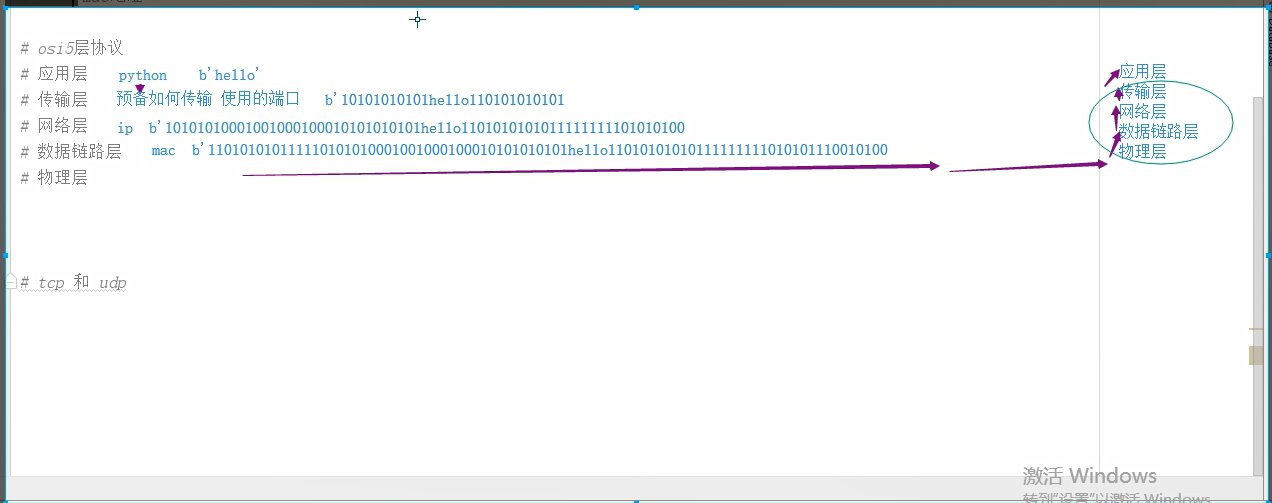 # osi5层协议
# 应用层 python b'hello'
# 传输层 预备如何传输 使用的端口 b'10101010101hello110101010101
# 网络层 ip b'1010101000100100010001010101010101hello11010101010111111111101010100
# 数据链路层 mac b'11010101011111010101000100100010001010101010101hello11010101010111111111101010111​0010100
# 物理层
应用层
传输层
网络层
数据链路层
物理层
# tcp 和 udp
激活 Windows
转到"设置"以激活 Windows